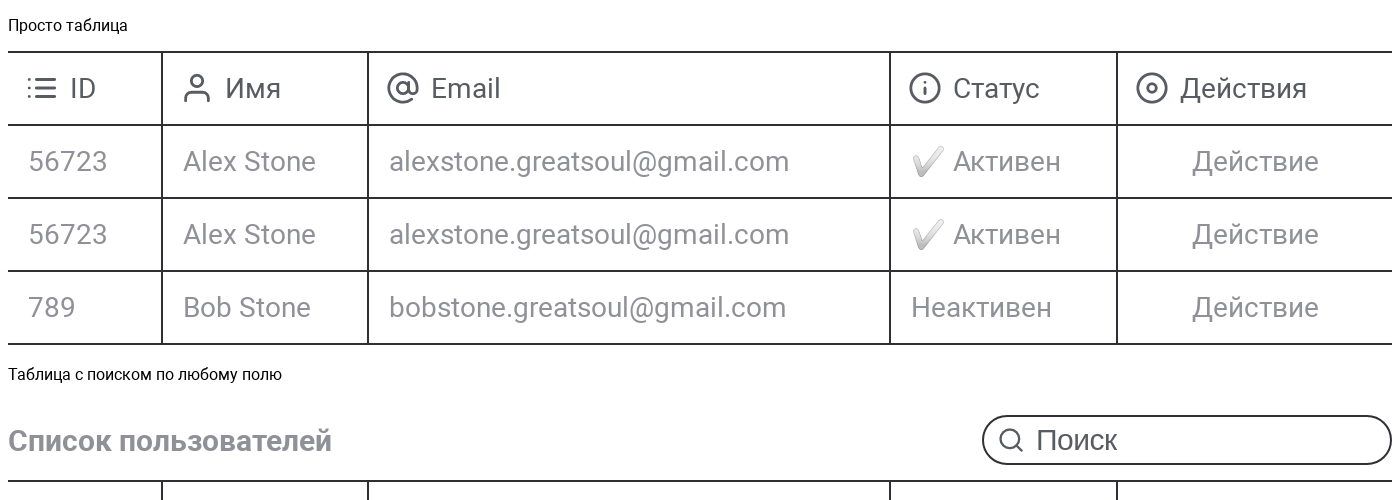 Просто таблица
ID Имя Email Статус Действия
56723 Alex Stone alexstone.greatsoul@gmail.com ✔ Активен Действие
56723 Alex Stone alexstone.greatsoul@gmail.com ✔ Активен Действие
789 Bob Stone bobstone.greatsoul@gmail.com Неактивен Действие
Таблица с поиском по любому полю
Список пользователей Поиск